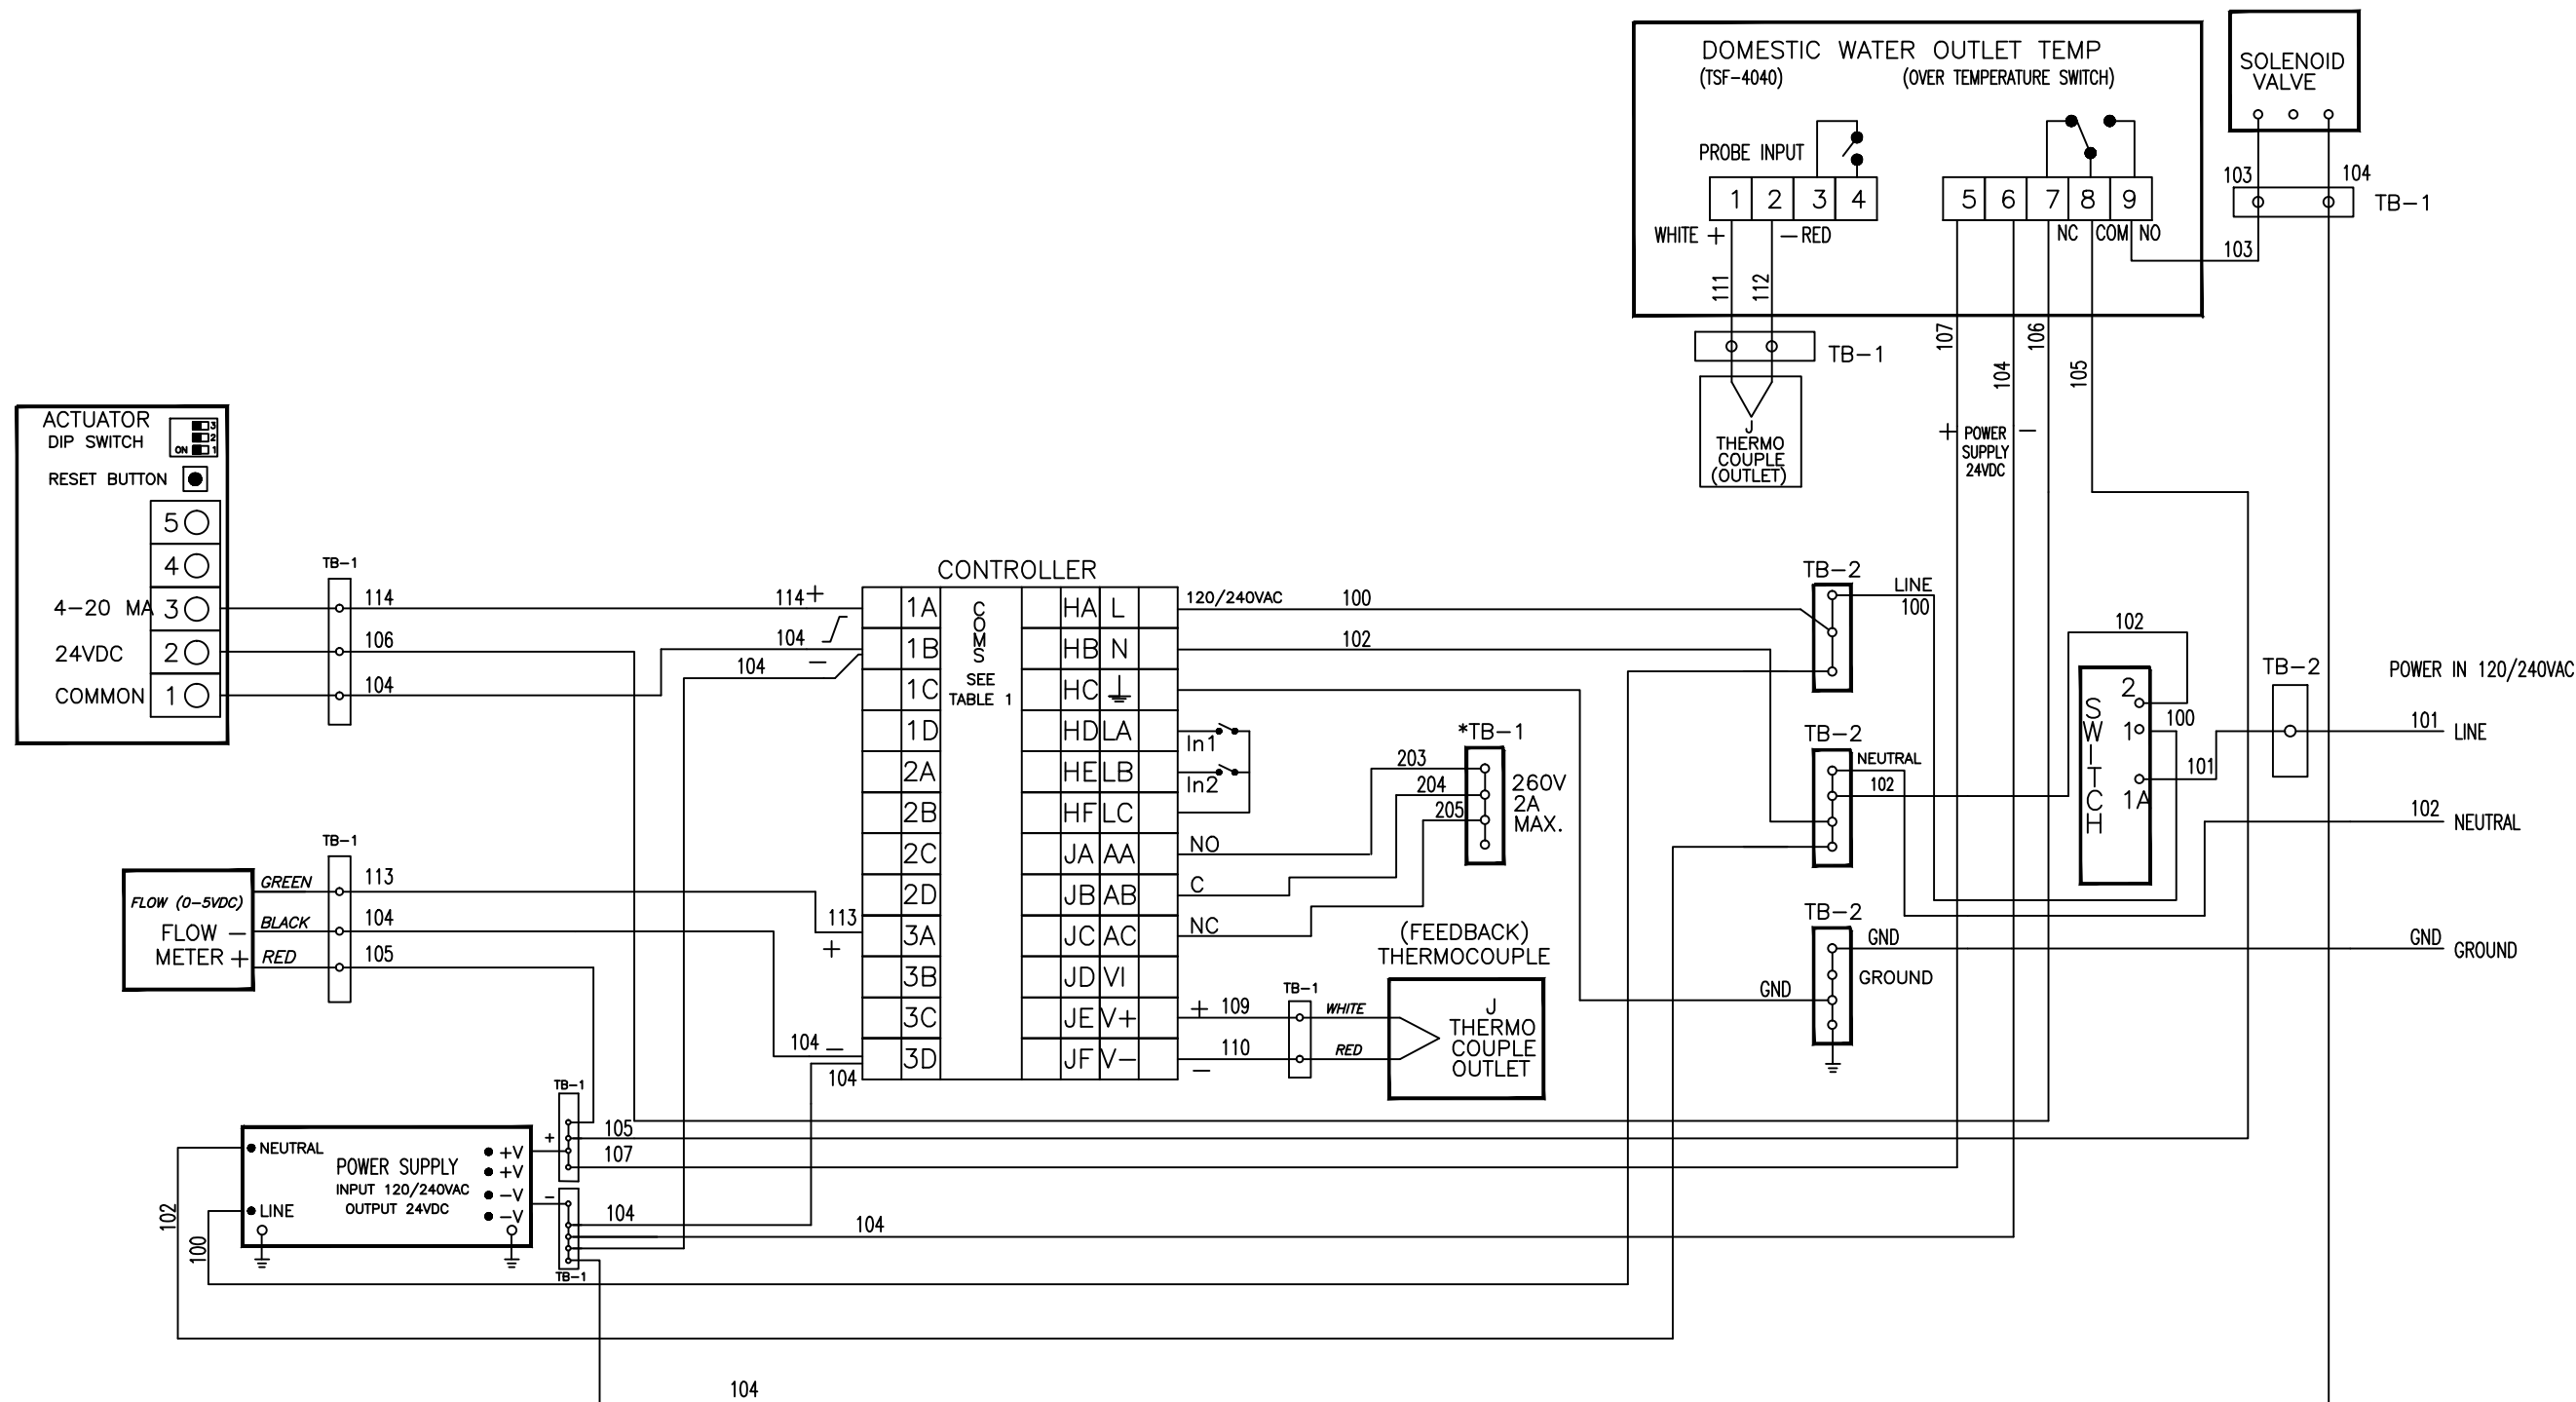 DOMESTIC WATER OUTLET TEMP
(TSF-4040) (OVER TEMPERATURE SWITCH)
PROBE INPUT
1 2 3 4
5 6 7 8 9
WHITE + - RED
NC COM NO
111
112
SOLENOID
VALVE
103
104
TB-1
103
TB-1
J
THERMO
COUPLE
(OUTLET)
107
104
106
105
+ POWER -
SUPPLY
24VDC
ACTUATOR
DIP SWITCH
3
2
ON 1
RESET BUTTON
5
4
4-20 MA 3
24VDC 2
COMMON 1
TB-1
114
106
104
114 +
104
104 -
CONTROLLER
1A
1B
1C
1D
2A
2B
2C
2D
3A
3B
3C
3D
COMS
SEE
TABLE 1
HA L
HB N
HC
HD LA
HE LB
HF LC
JA AA
JB AB
JC AC
JD VI
JE V+
JF V-
120/240VAC
100
102
In1
In2
NO
C
NC
*TB-1
203
204
205
260V
2A
MAX.
(FEEDBACK)
THERMOCOUPLE
TB-1
+ 109 WHITE
110 RED
-
J
THERMO
COUPLE
OUTLET
TB-2
LINE
100
TB-2
NEUTRAL
102
TB-2
GND
GROUND
GND
102
SWITCH
2
1
1A
100
101
TB-2
POWER IN 120/240VAC
101 LINE
102 NEUTRAL
GND GROUND
TB-1
FLOW (0-5VDC)
FLOW -
METER +
GREEN
BLACK
RED
113
104
105
113
+
104 -
104
TB-1
+
105
107
-
104
104
TB-1
NEUTRAL
LINE
POWER SUPPLY
INPUT 120/240VAC
OUTPUT 24VDC
+V
+V
-V
-V
102
100
104